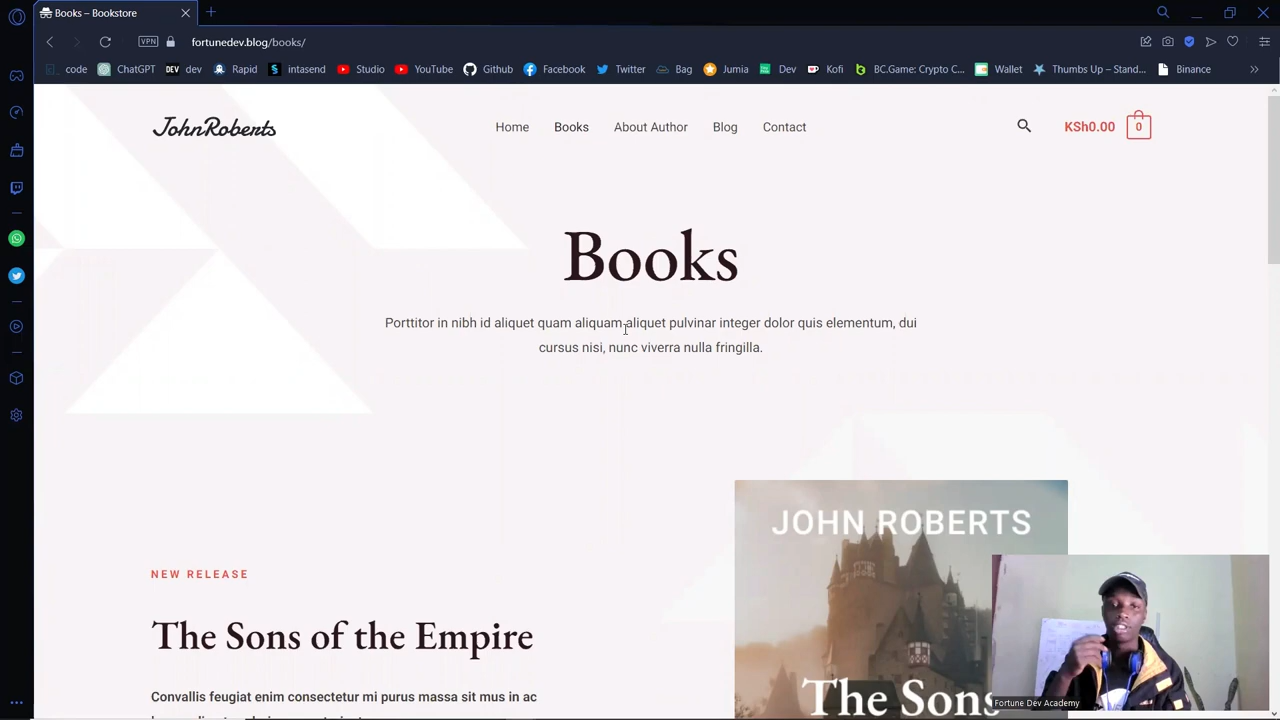 Books – Bookstore
VPN
fortunedev.blog/books/
code
ChatGPT
DEV dev
Rapid
Studio
YouTube
Github
Facebook
Twitter
Bag
Jumia
Dev
Kofi
BC.Game: Crypto C...
Wallet
Thumbs Up – Stand...
Binance
JohnRoberts
Home
Books
About Author
Blog
Contact
KSh0.00
0
Books
Porttitor in nibh id aliquet quam aliquam aliquet pulvinar integer dolor quis elementum, dui
cursus nisi, nunc viverra nulla fringilla.
NEW RELEASE
The Sons of the Empire
Convallis feugiat enim consectetur mi purus massa sit mus in ac
JOHN ROBERTS
The Sons
Fortune Dev Academy